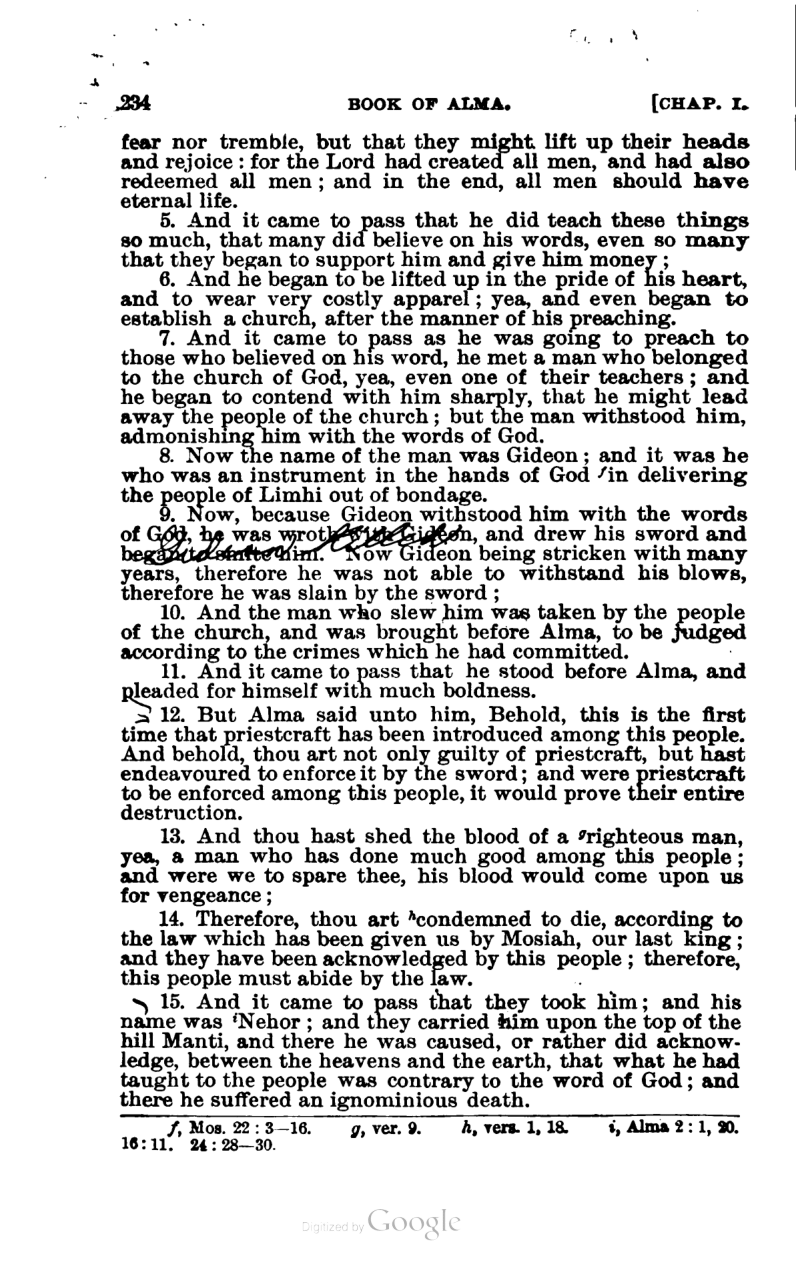 234 BOOK OF ALMA. [CHAP. I.
fear nor tremble, but that they might lift up their heads
and rejoice : for the Lord had created all men, and had also
redeemed all men ; and in the end, all men should have
eternal life.
5. And it came to pass that he did teach these things
so much, that many did believe on his words, even so many
that they began to support him and give him money ;
6. And he began to be lifted up in the pride of his heart,
and to wear very costly apparel ; yea, and even began to
establish a church, after the manner of his preaching.
7. And it came to pass as he was going to preach to
those who believed on his word, he met a man who belonged
to the church of God, yea, even one of their teachers ; and
he began to contend with him sharply, that he might lead
away the people of the church ; but the man withstood him,
admonishing him with the words of God.
8. Now the name of the man was Gideon ; and it was he
who was an instrument in the hands of God fin delivering
the people of Limhi out of bondage.
9. Now, because Gideon withstood him with the words
of God, he was wroth with Gideon, and drew his sword and
began to smite him. Now Gideon being stricken with many
years, therefore he was not able to withstand his blows,
therefore he was slain by the sword ;
10. And the man who slew him was taken by the people
of the church, and was brought before Alma, to be judged
according to the crimes which he had committed.
11. And it came to pass that he stood before Alma, and
pleaded for himself with much boldness.
12. But Alma said unto him, Behold, this is the first
time that priestcraft has been introduced among this people.
And behold, thou art not only guilty of priestcraft, but hast
endeavoured to enforce it by the sword ; and were priestcraft
to be enforced among this people, it would prove their entire
destruction.
13. And thou hast shed the blood of a grighteous man,
yea, a man who has done much good among this people ;
and were we to spare thee, his blood would come upon us
for vengeance ;
14. Therefore, thou art hcondemned to die, according to
the law which has been given us by Mosiah, our last king ;
and they have been acknowledged by this people ; therefore,
this people must abide by the law.
15. And it came to pass that they took him ; and his
name was iNehor ; and they carried him upon the top of the
hill Manti, and there he was caused, or rather did acknow-
ledge, between the heavens and the earth, that what he had
taught to the people was contrary to the word of God ; and
there he suffered an ignominious death.
f, Mos. 22 : 3—16. g, ver. 9. h, vers. 1, 18. i, Alma 2 : 1, 20.
16 : 11. 24 : 28—30.
Digitized by Google